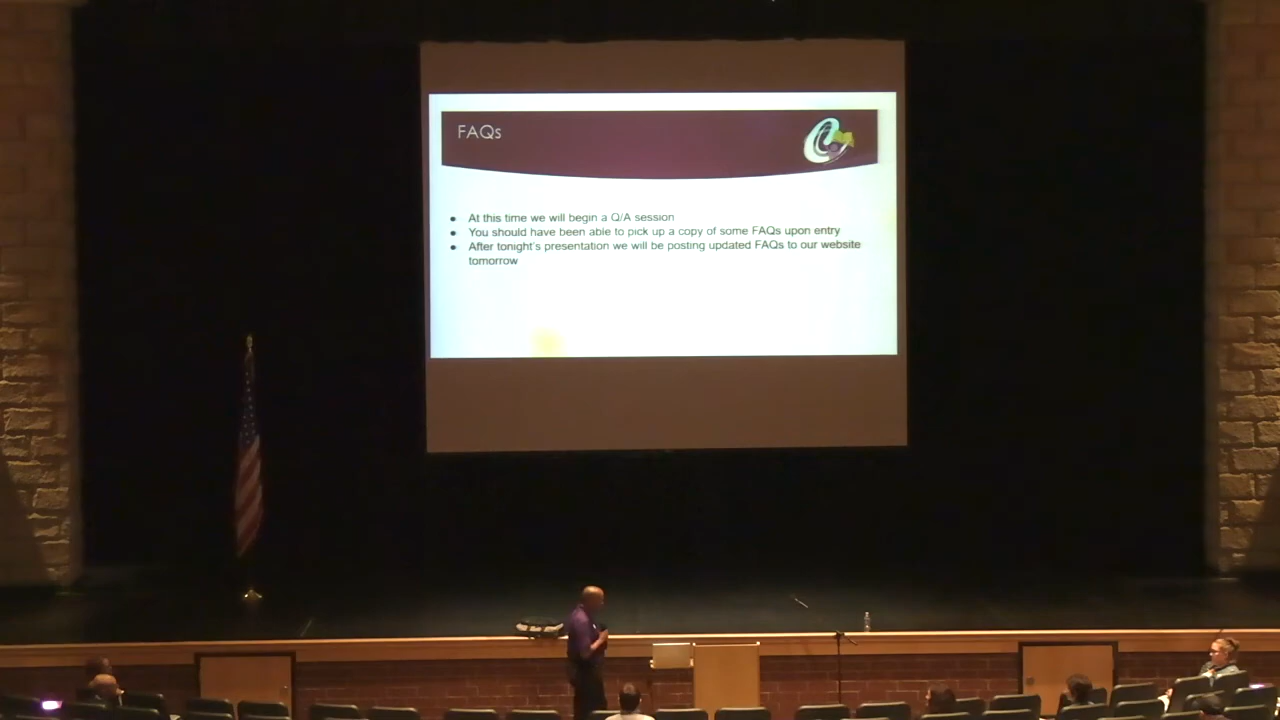 FAQs
● At this time we will begin a Q/A session
● You should have been able to pick up a copy of some FAQs upon entry
● After tonight's presentation we will be posting updated FAQs to our website
tomorrow